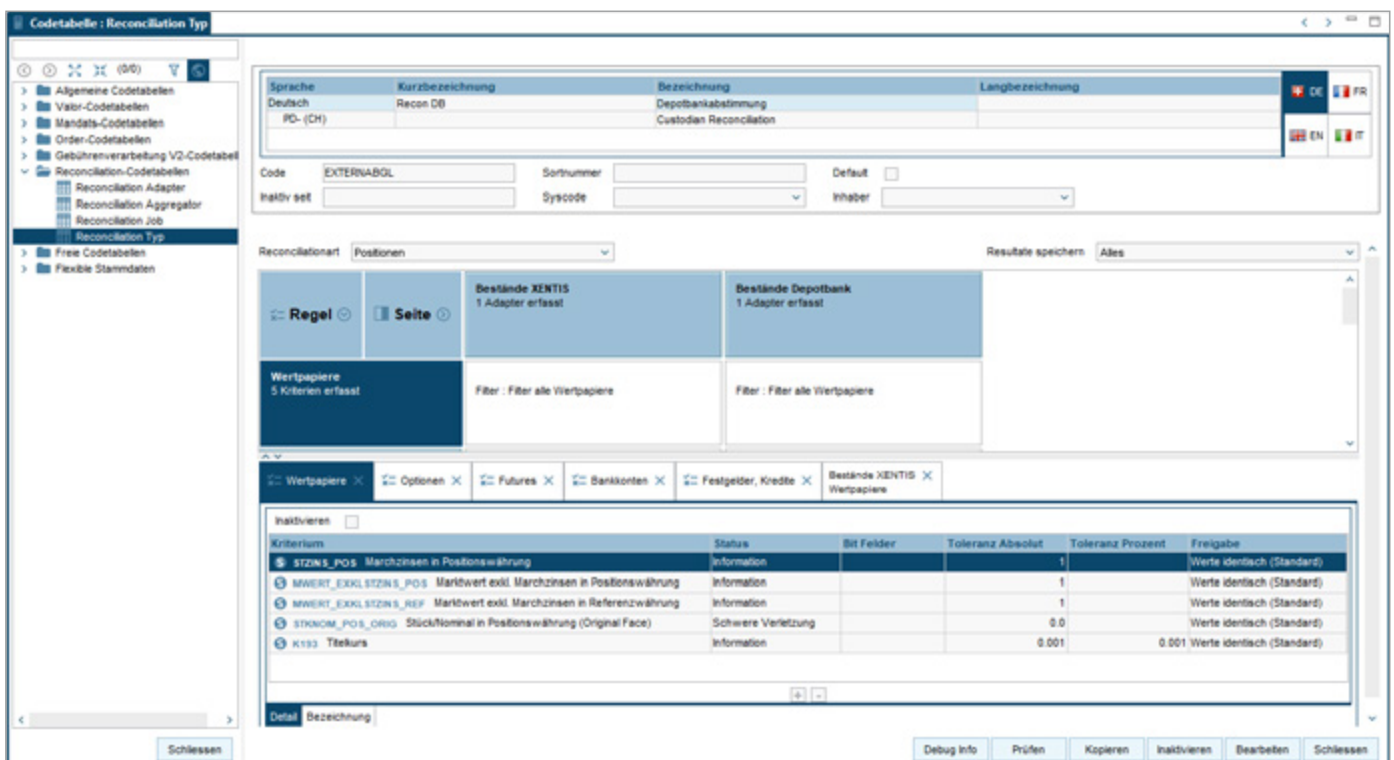 Codetabelle : Reconciliation Typ
(0/0)
Allgemeine Codetabellen
Valor-Codetabellen
Mandats-Codetabellen
Order-Codetabellen
Gebührenverarbeitung V2-Codetabell
Reconciliation-Codetabellen
Reconciliation Adapter
Reconciliation Aggregator
Reconciliation Job
Reconciliation Typ
Freie Codetabellen
Flexible Stammdaten
Schliessen
Sprache Kurzbezeichnung Bezeichnung Langbezeichnung
Deutsch Recon DB Depotbankabstimmung
PD- (CH) Custodian Reconciliation
DE FR
EN IT
Code EXTERNABGL Sortnummer Default
Inaktiv seit Syscode Inhaber
Reconciliationart Positionen Resultate speichern Alles
Regel Seite
Bestände XENTIS
1 Adapter erfasst
Bestände Depotbank
1 Adapter erfasst
Wertpapiere
5 Kriterien erfasst
Filter : Filter alle Wertpapiere
Filter : Filter alle Wertpapiere
Wertpapiere Optionen Futures Bankkonten Festgelder, Kredite Bestände XENTIS
Wertpapiere
Inaktivieren
Kriterium Status Bit Felder Toleranz Absolut Toleranz Prozent Freigabe
STZINS_POS Marchzinsen in Positionswährung Information 1 Werte identisch (Standard)
MWERT_EXKLSTZINS_POS Marktwert exkl. Marchzinsen in Positionswährung Information 1 Werte identisch (Standard)
MWERT_EXKLSTZINS_REF Marktwert exkl. Marchzinsen in Referenzwährung Information 1 Werte identisch (Standard)
STKNOM_POS_ORIG Stück/Nominal in Positionswährung (Original Face) Schwere Verletzung 0.0 Werte identisch (Standard)
K193 Titelkurs Information 0.001 0.001 Werte identisch (Standard)
+ -
Detail Bezeichnung
Debug Info Prüfen Kopieren Inaktivieren Bearbeiten Schliessen